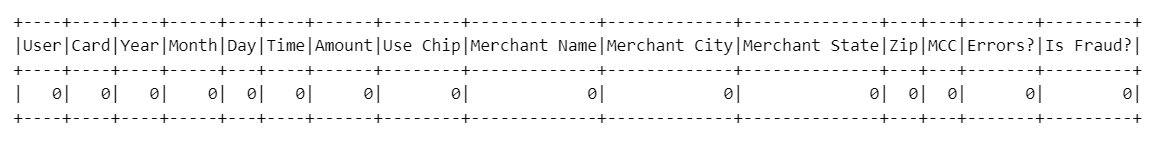 +----+----+----+-----+---+----+------+--------+-------------+-------------+--------------+---+---+-------+---------+
|User|Card|Year|Month|Day|Time|Amount|Use Chip|Merchant Name|Merchant City|Merchant State|Zip|MCC|Errors?|Is Fraud?|
+----+----+----+-----+---+----+------+--------+-------------+-------------+--------------+---+---+-------+---------+
|   0|   0|   0|    0|  0|   0|     0|       0|            0|            0|             0|  0|  0|      0|        0|
+----+----+----+-----+---+----+------+--------+-------------+-------------+--------------+---+---+-------+---------+